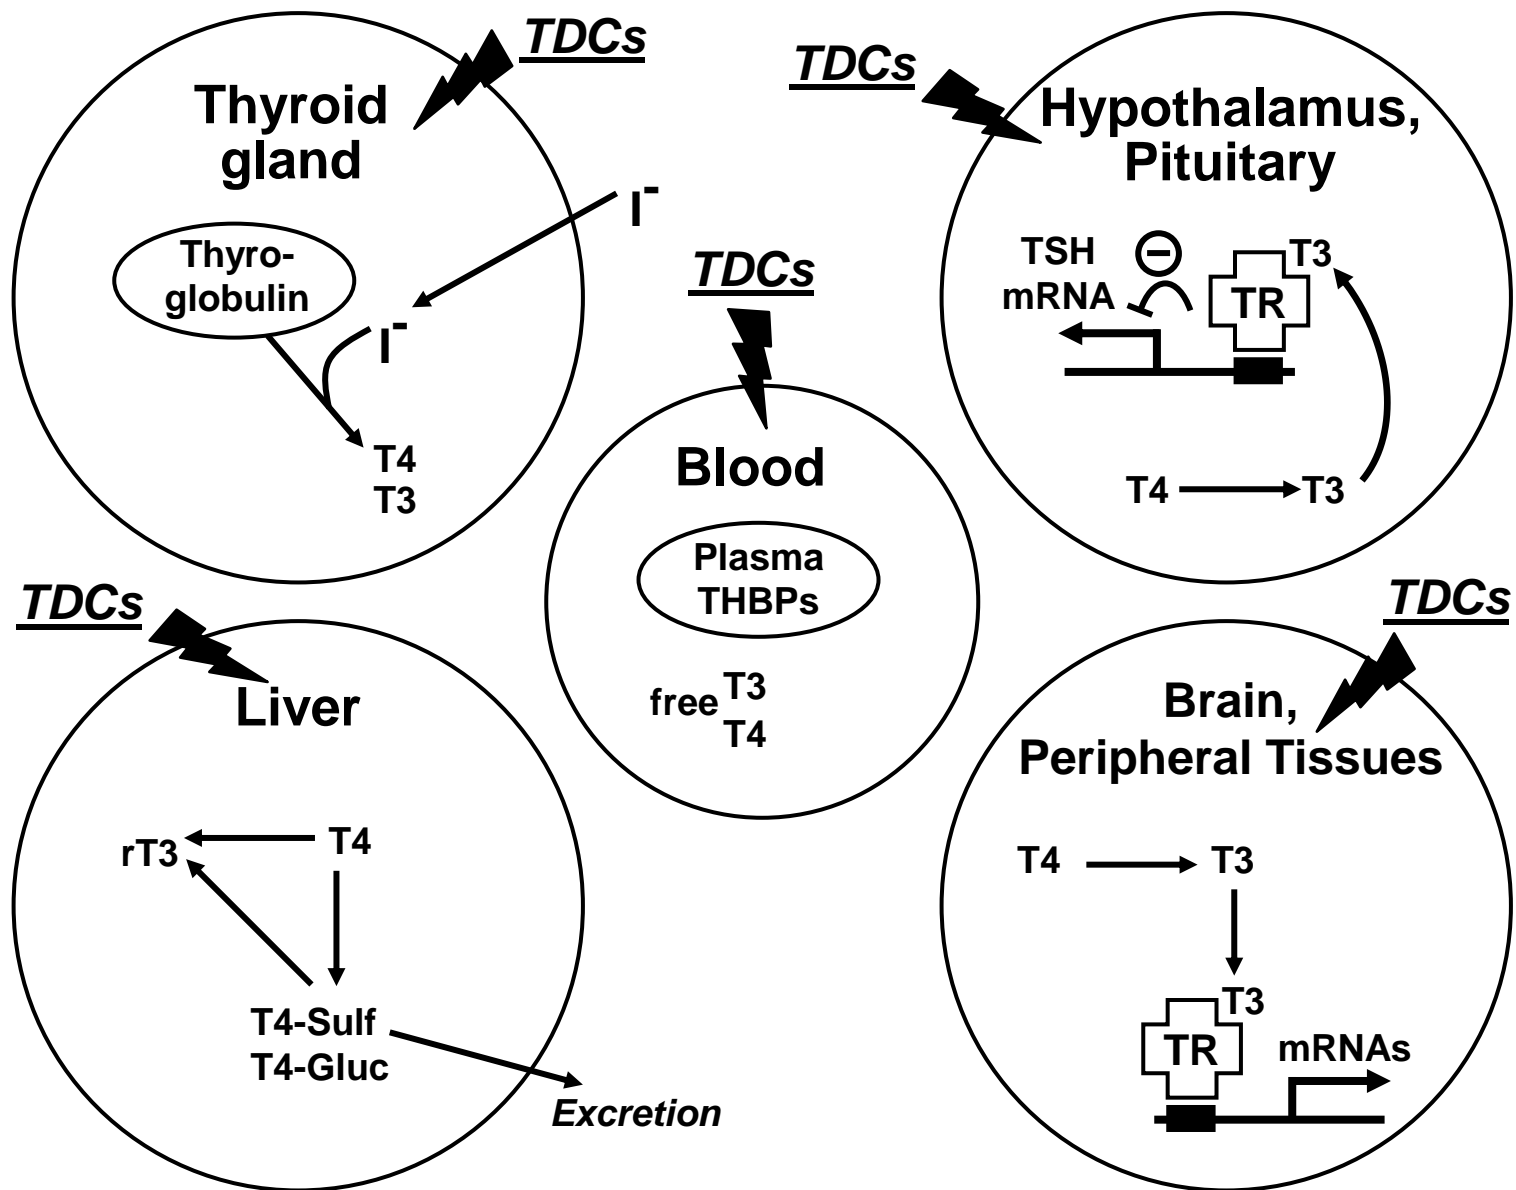 TDCs
Thyroid
gland
I-
Thyro-
globulin
I-
T4
T3
TDCs
Hypothalamus,
Pituitary
TSH
mRNA
−
TR
T3
T4
T3
TDCs
Blood
Plasma
THBPs
free
T3
T4
TDCs
Liver
rT3
T4
T4-Sulf
T4-Gluc
Excretion
TDCs
Brain,
Peripheral Tissues
T4
T3
T3
TR
mRNAs